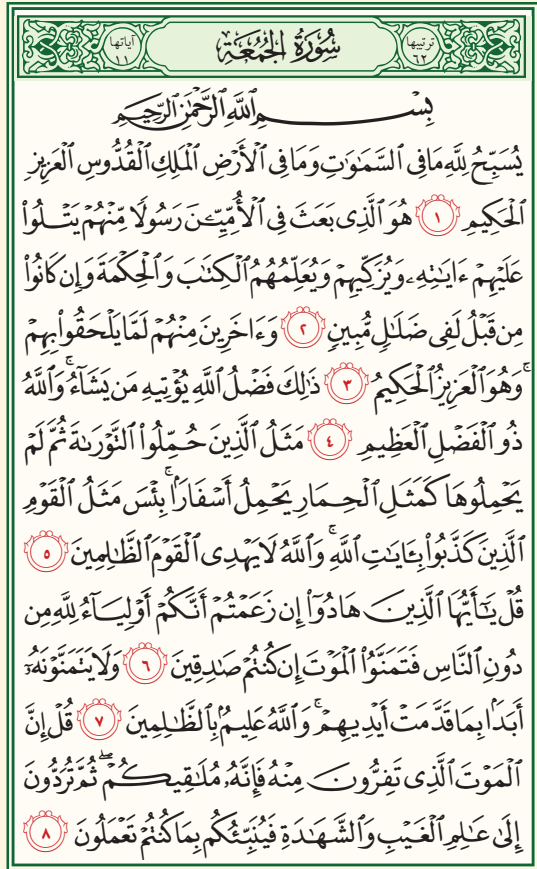 ترتيبها ٦٢ سُورَةُ الجُمُعَةِ آياتها ١١
بِسْمِ ٱللَّهِ ٱلرَّحْمَٰنِ ٱلرَّحِيمِ
يُسَبِّحُ لِلَّهِ مَا فِى ٱلسَّمَٰوَٰتِ وَمَا فِى ٱلْأَرْضِ ٱلْمَلِكِ ٱلْقُدُّوسِ ٱلْعَزِيزِ
ٱلْحَكِيمِ ١ هُوَ ٱلَّذِى بَعَثَ فِى ٱلْأُمِّيِّـۧنَ رَسُولًا مِّنْهُمْ يَتْلُوا۟
عَلَيْهِمْ ءَايَٰتِهِۦ وَيُزَكِّيهِمْ وَيُعَلِّمُهُمُ ٱلْكِتَٰبَ وَٱلْحِكْمَةَ وَإِن كَانُوا۟
مِن قَبْلُ لَفِى ضَلَٰلٍ مُّبِينٍ ٢ وَءَاخَرِينَ مِنْهُمْ لَمَّا يَلْحَقُوا۟ بِهِمْ
ۚ وَهُوَ ٱلْعَزِيزُ ٱلْحَكِيمُ ٣ ذَٰلِكَ فَضْلُ ٱللَّهِ يُؤْتِيهِ مَن يَشَآءُ ۚ وَٱللَّهُ
ذُو ٱلْفَضْلِ ٱلْعَظِيمِ ٤ مَثَلُ ٱلَّذِينَ حُمِّلُوا۟ ٱلتَّوْرَىٰةَ ثُمَّ لَمْ
يَحْمِلُوهَا كَمَثَلِ ٱلْحِمَارِ يَحْمِلُ أَسْفَارًۢا ۚ بِئْسَ مَثَلُ ٱلْقَوْمِ
ٱلَّذِينَ كَذَّبُوا۟ بِـَٔايَٰتِ ٱللَّهِ ۚ وَٱللَّهُ لَا يَهْدِى ٱلْقَوْمَ ٱلظَّٰلِمِينَ ٥
قُلْ يَٰٓأَيُّهَا ٱلَّذِينَ هَادُوٓا۟ إِن زَعَمْتُمْ أَنَّكُمْ أَوْلِيَآءُ لِلَّهِ مِن
دُونِ ٱلنَّاسِ فَتَمَنَّوُا۟ ٱلْمَوْتَ إِن كُنتُمْ صَٰدِقِينَ ٦ وَلَا يَتَمَنَّوْنَهُۥٓ
أَبَدًۢا بِمَا قَدَّمَتْ أَيْدِيهِمْ ۚ وَٱللَّهُ عَلِيمٌۢ بِٱلظَّٰلِمِينَ ٧ قُلْ إِنَّ
ٱلْمَوْتَ ٱلَّذِى تَفِرُّونَ مِنْهُ فَإِنَّهُۥ مُلَٰقِيكُمْ ۖ ثُمَّ تُرَدُّونَ
إِلَىٰ عَٰلِمِ ٱلْغَيْبِ وَٱلشَّهَٰدَةِ فَيُنَبِّئُكُم بِمَا كُنتُمْ تَعْمَلُونَ ٨